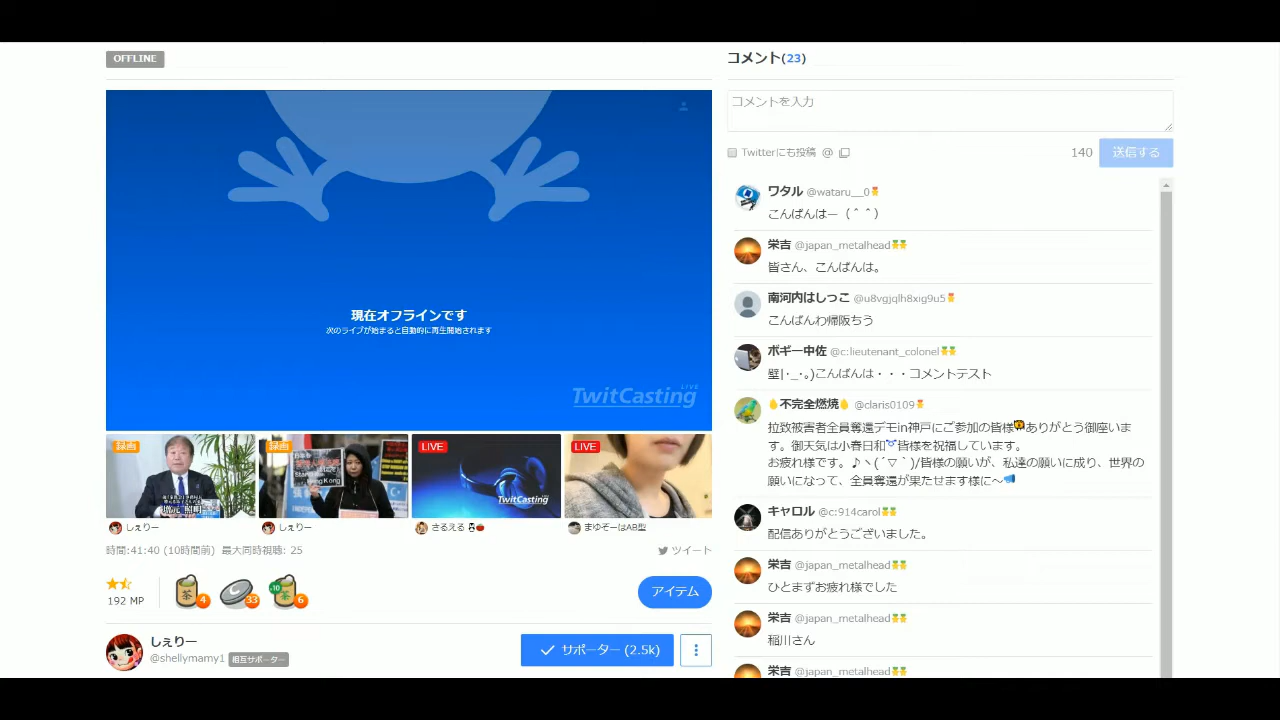 OFFLINE
現在オフラインです
次のライブが始まると自動的に再生開始されます
TwitCasting LIVE
録画
録画
LIVE
LIVE
増元 照明
Hong Kong
TwitCasting
しぇりー
しぇりー
さるえる
まゆぞーはAB型
時間:41:40 (10時間前) 最大同時視聴: 25
ツイート
192 MP
茶
4
33
×10
茶
6
アイテム
しぇりー
@shellymamy1 相互サポーター
サポーター (2.5k)
コメント(23)
コメントを入力
Twitterにも投稿 @
140
送信する
ワタル @wataru__0
こんばんはー（＾＾）
栄吉 @japan_metalhead
皆さん、こんばんは。
南河内はしっこ @u8vgjqlh8xig9u5
こんばんわ帰阪ちう
ボギー中佐 @c:lieutenant_colonel
壁|･_･｡)こんばんは・・・コメントテスト
不完全燃焼 @claris0109
拉致被害者全員奪還デモin神戸にご参加の皆様ありがとう御座いま
す。御天気は小春日和皆様を祝福しています。
お疲れ様です。♪ヽ(´▽｀)/皆様の願いが、私達の願いに成り、世界の
願いになって、全員奪還が果たせます様に〜
キャロル @c:914carol
配信ありがとうございました。
栄吉 @japan_metalhead
ひとまずお疲れ様でした
栄吉 @japan_metalhead
稲川さん
栄吉 @japan_metalhead